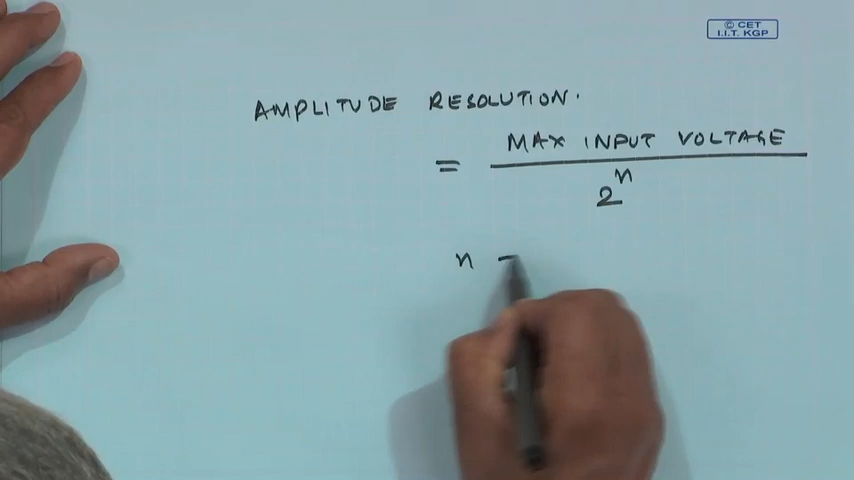 © CET
I.I.T. KGP
AMPLITUDE RESOLUTION.
= MAX INPUT VOLTAGE
2^n
n -